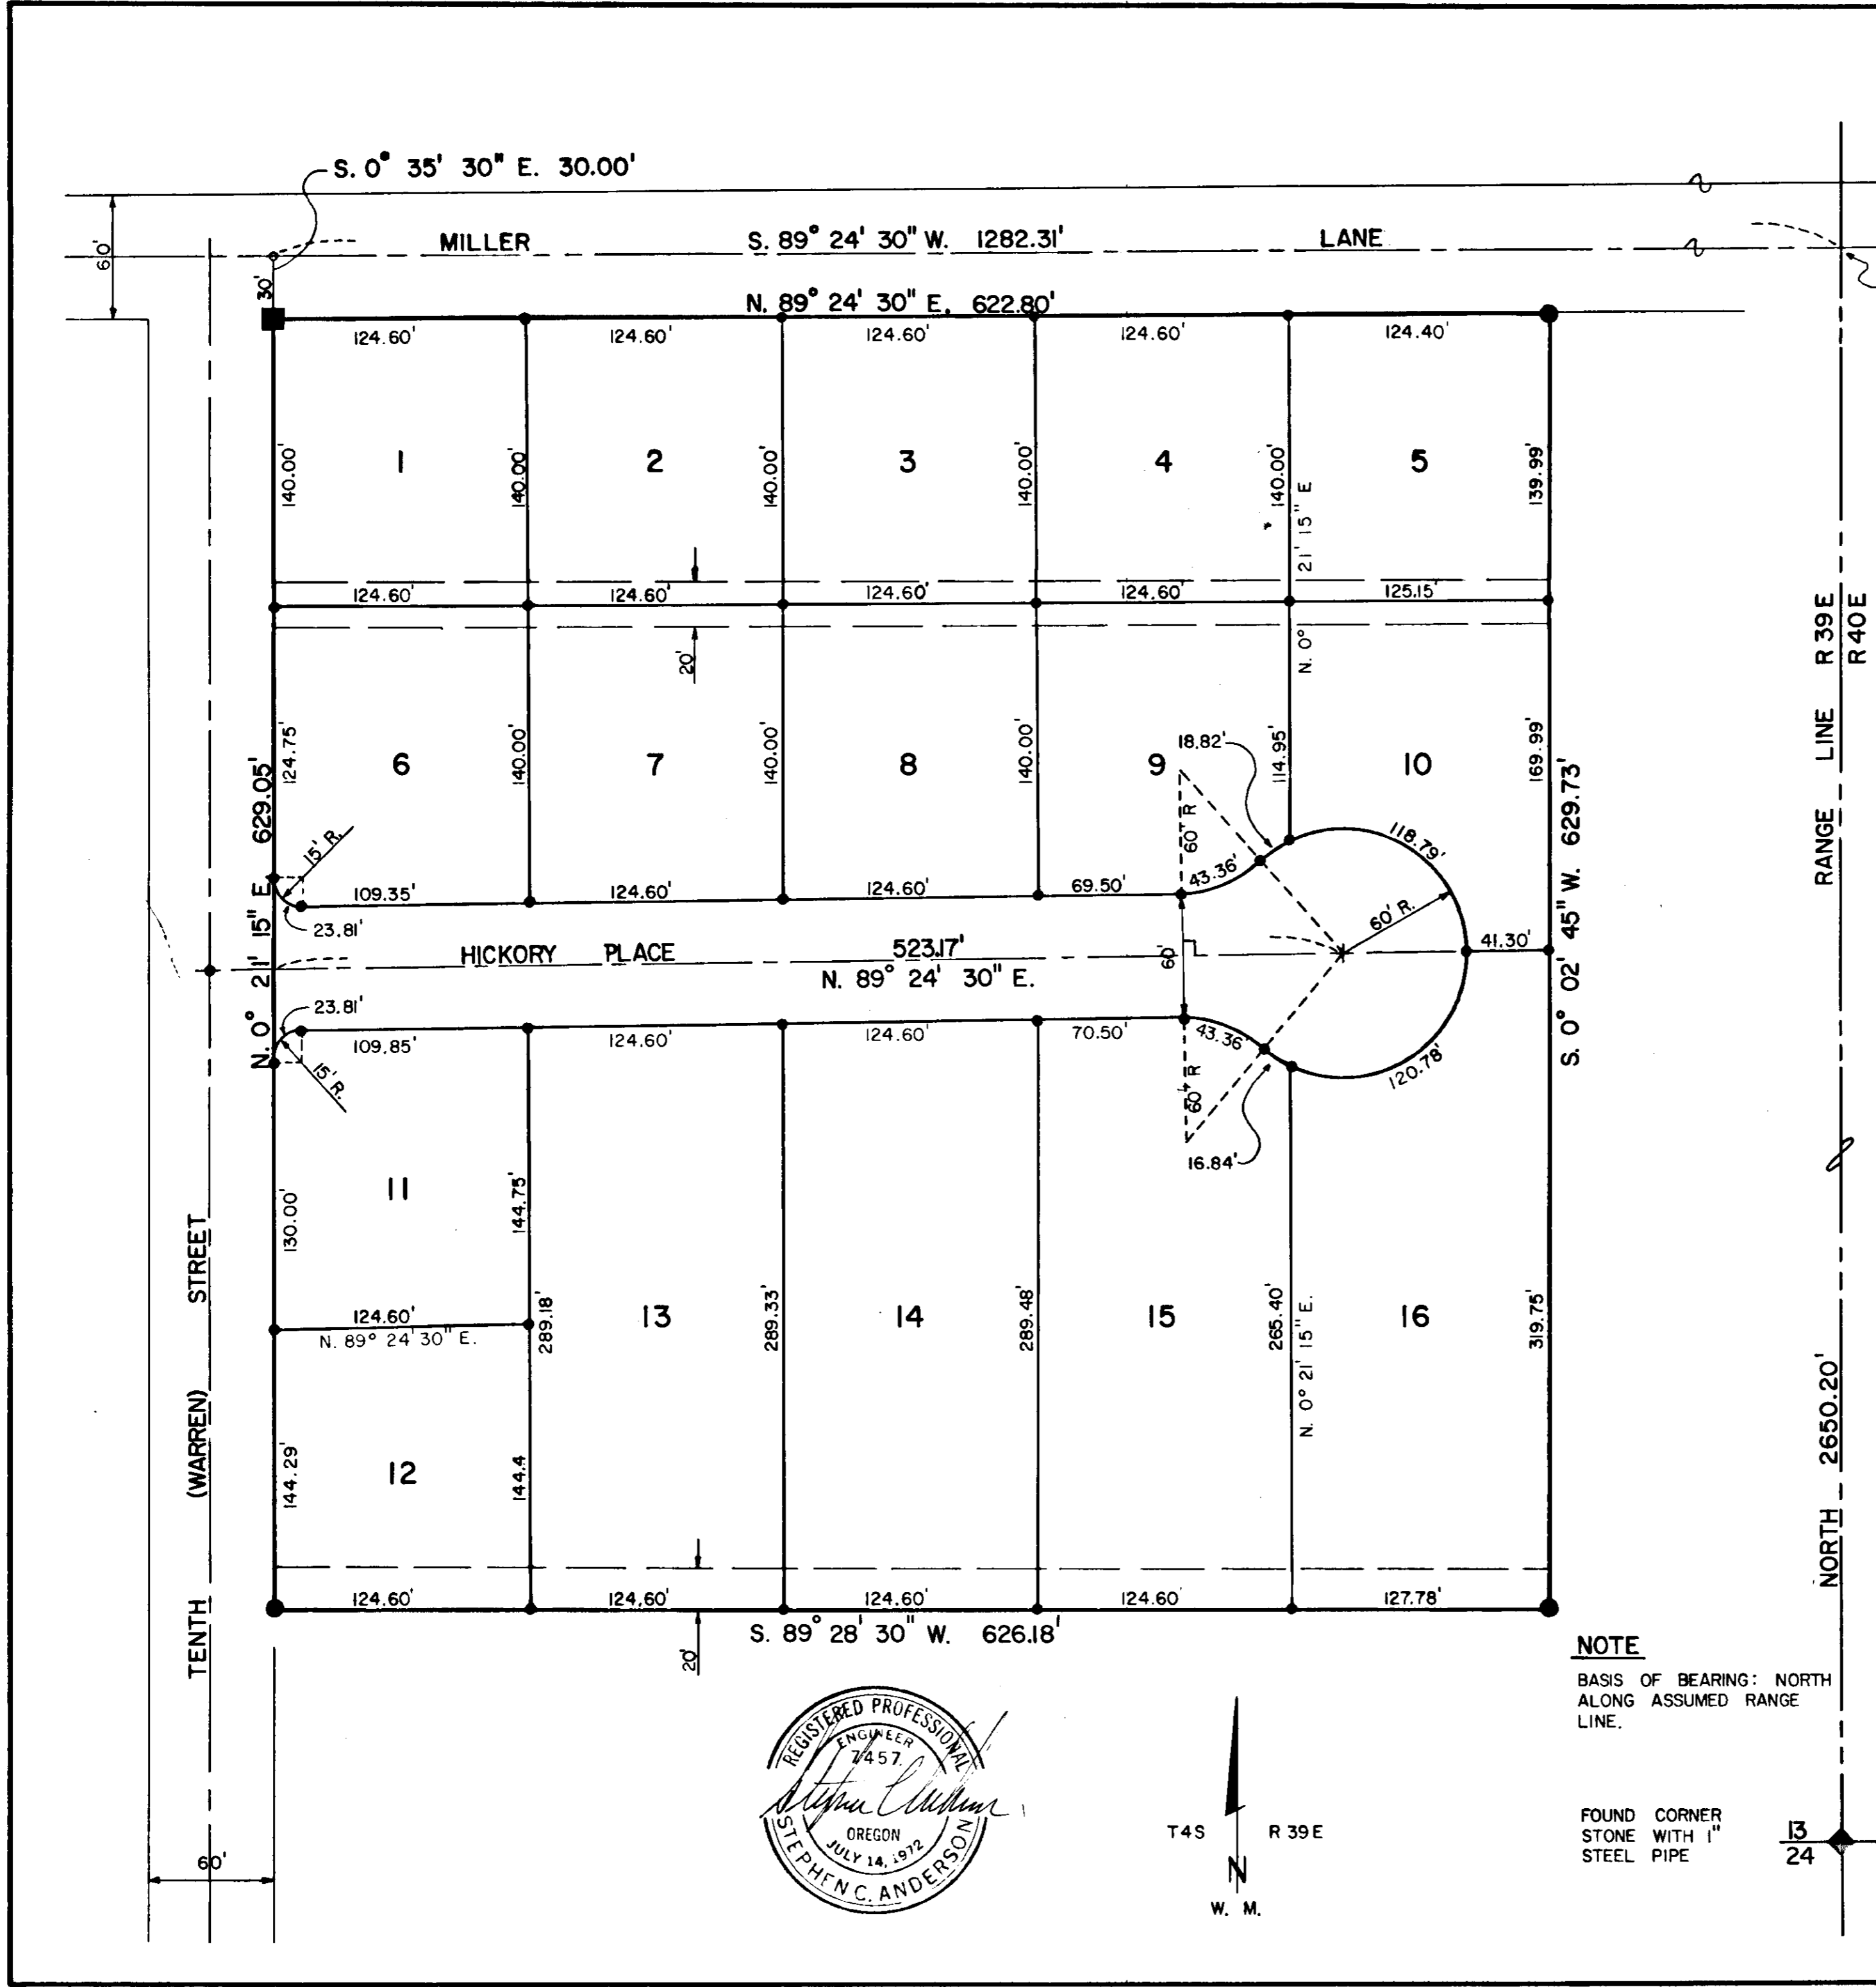 S. 0° 35' 30" E. 30.00'
60'
30'
MILLER S. 89° 24' 30" W. 1282.31' LANE
N. 89° 24' 30" E. 622.80'
124.60' 124.60' 124.60' 124.60' 124.40'
140.00' 1 140.00' 2 140.00' 3 140.00' 4 140.00' 5 139.99'
N. 0° 21' 15" E
124.60' 124.60' 124.60' 124.60' 125.15'
20'
124.75' 6 140.00' 7 140.00' 8 140.00' 9 114.95' 10 169.99'
18.82'
60' R
15' R.
23.81'
109.35' 124.60' 124.60' 69.50' 43.36' 118.79'
60' R.
41.30'
HICKORY PLACE 523.17'
N. 89° 24' 30" E.
60'
N. 0° 21' 15" E 629.05'
S. 0° 02' 45" W. 629.73'
23.81'
15' R.
109.85' 124.60' 124.60' 70.50' 43.36' 120.78'
60' R
16.84'
130.00' 11 144.75'
124.60'
N. 89° 24' 30" E.
289.18' 13 289.33' 14 289.48' 15 265.40' 16 319.75'
N. 0° 21' 15" E.
144.29' 12 144.4
124.60' 124.60' 124.60' 124.60' 127.78'
20'
S. 89° 28' 30" W. 626.18'
TENTH (WARREN) STREET
60'
RANGE LINE R 39 E
R 40 E
NORTH 2650.20'
NOTE
BASIS OF BEARING: NORTH
ALONG ASSUMED RANGE
LINE.
FOUND CORNER
STONE WITH 1"
STEEL PIPE
13
24
REGISTERED PROFESSIONAL
ENGINEER
7457
OREGON
JULY 14, 1972
STEPHEN C. ANDERSON
T 4 S R 39 E
N
W. M.